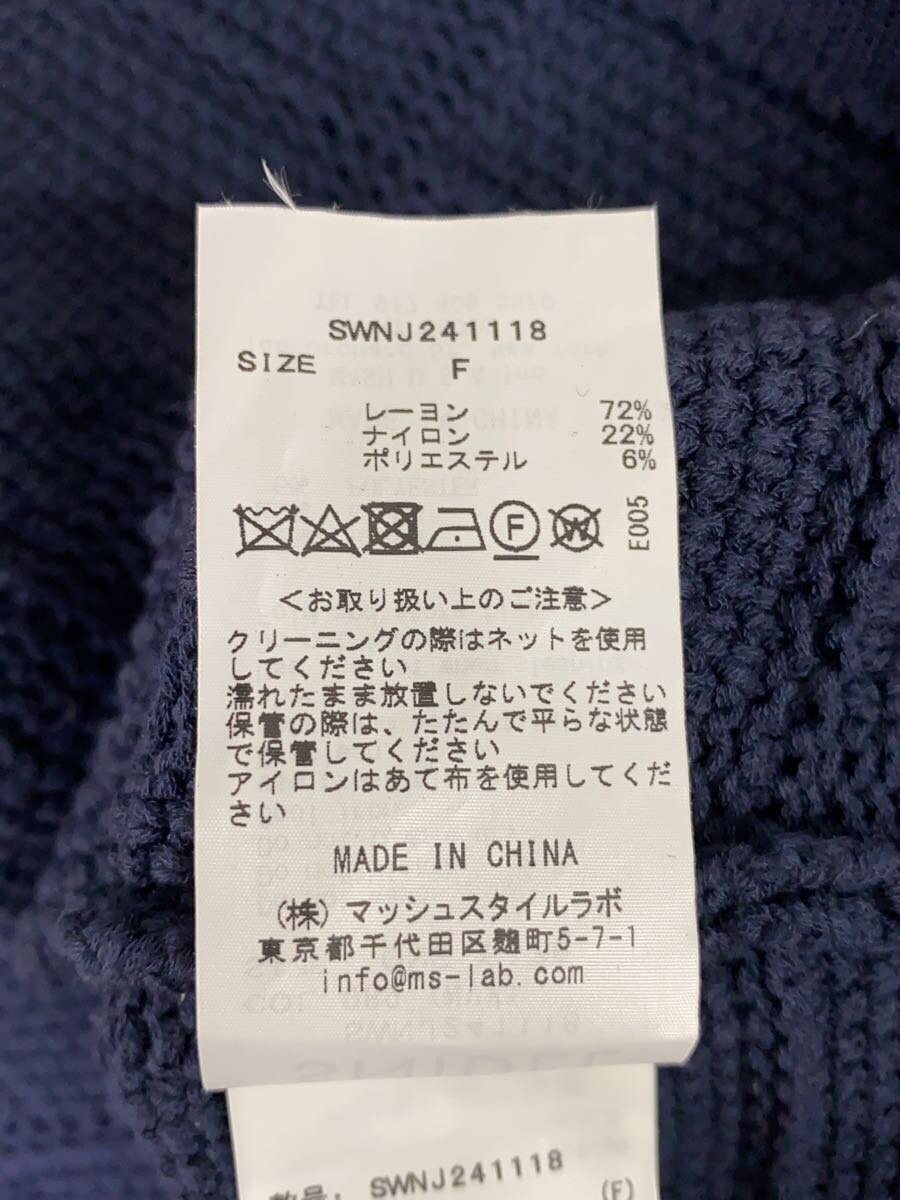 SWNJ241118
SIZE F
レーヨン 72%
ナイロン 22%
ポリエステル 6%
F W E005
<お取り扱い上のご注意>
クリーニングの際はネットを使用
してください
濡れたまま放置しないでください
保管の際は、たたんで平らな状態
で保管してください
アイロンはあて布を使用してくだ
さい
MADE IN CHINA
(株)マッシュスタイルラボ
東京都千代田区麹町5-7-1
info@ms-lab.com
SWNJ241118
(F)